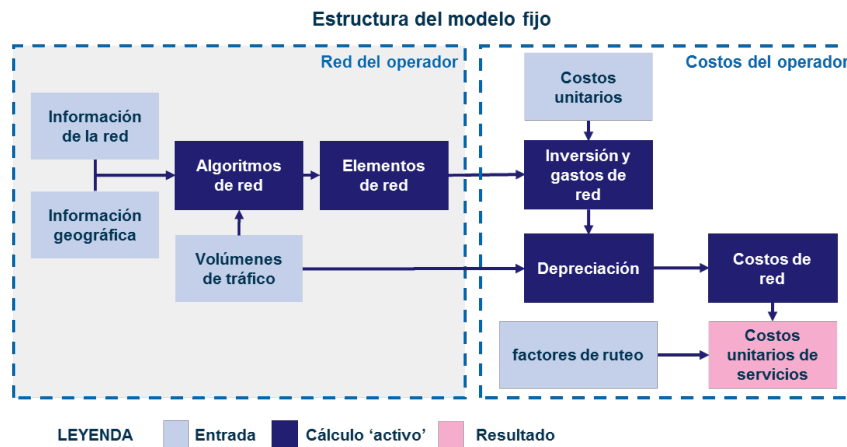 Estructura del modelo fijo
Red del operador
Costos del operador
Información
de la red
Información
geográfica
Algoritmos
de red
Elementos
de red
Volúmenes
de tráfico
Costos
unitarios
Inversión y
gastos de
red
Depreciación
Costos de
red
factores de ruteo
Costos
unitarios de
servicios
LEYENDA
Entrada
Cálculo ‘activo’
Resultado